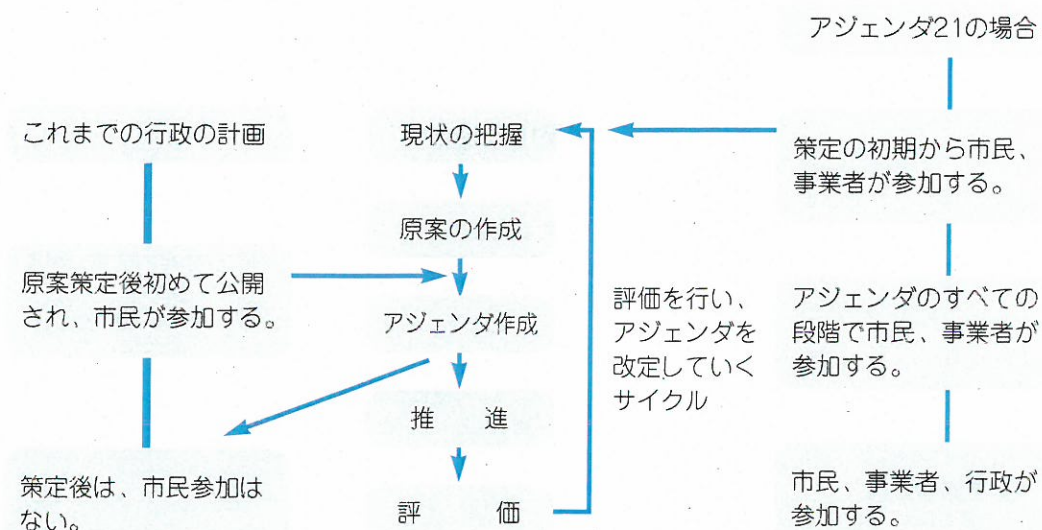 これまでの行政の計画
原案策定後初めて公開
され、市民が参加する。
策定後は、市民参加は
ない。
現状の把握
原案の作成
アジェンダ作成
推　進
評　価
評価を行い、
アジェンダを
改定していく
サイクル
アジェンダ21の場合
策定の初期から市民、
事業者が参加する。
アジェンダのすべての
段階で市民、事業者が
参加する。
市民、事業者、行政が
参加する。